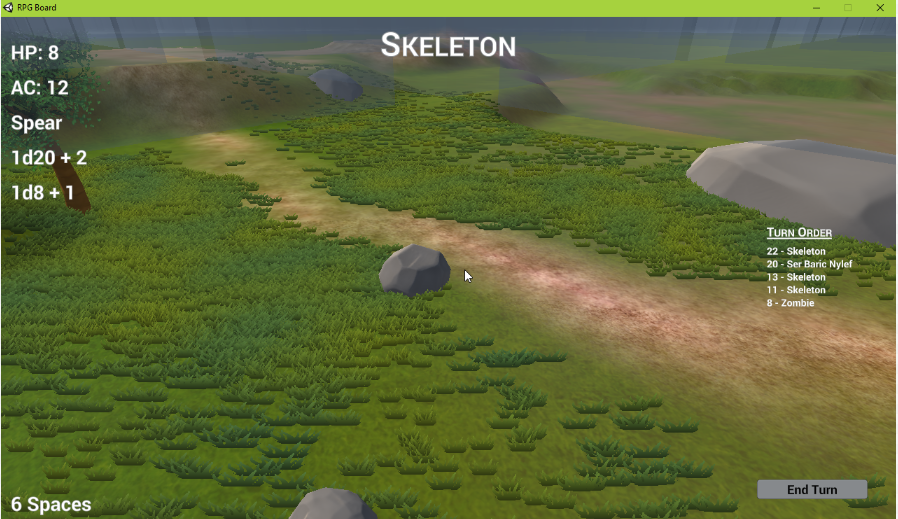 RPG Board
SKELETON
HP: 8
AC: 12
Spear
1d20 + 2
1d8 + 1
TURN ORDER
22 - Skeleton
20 - Ser Baric Nylef
13 - Skeleton
11 - Skeleton
8 - Zombie
End Turn
6 Spaces